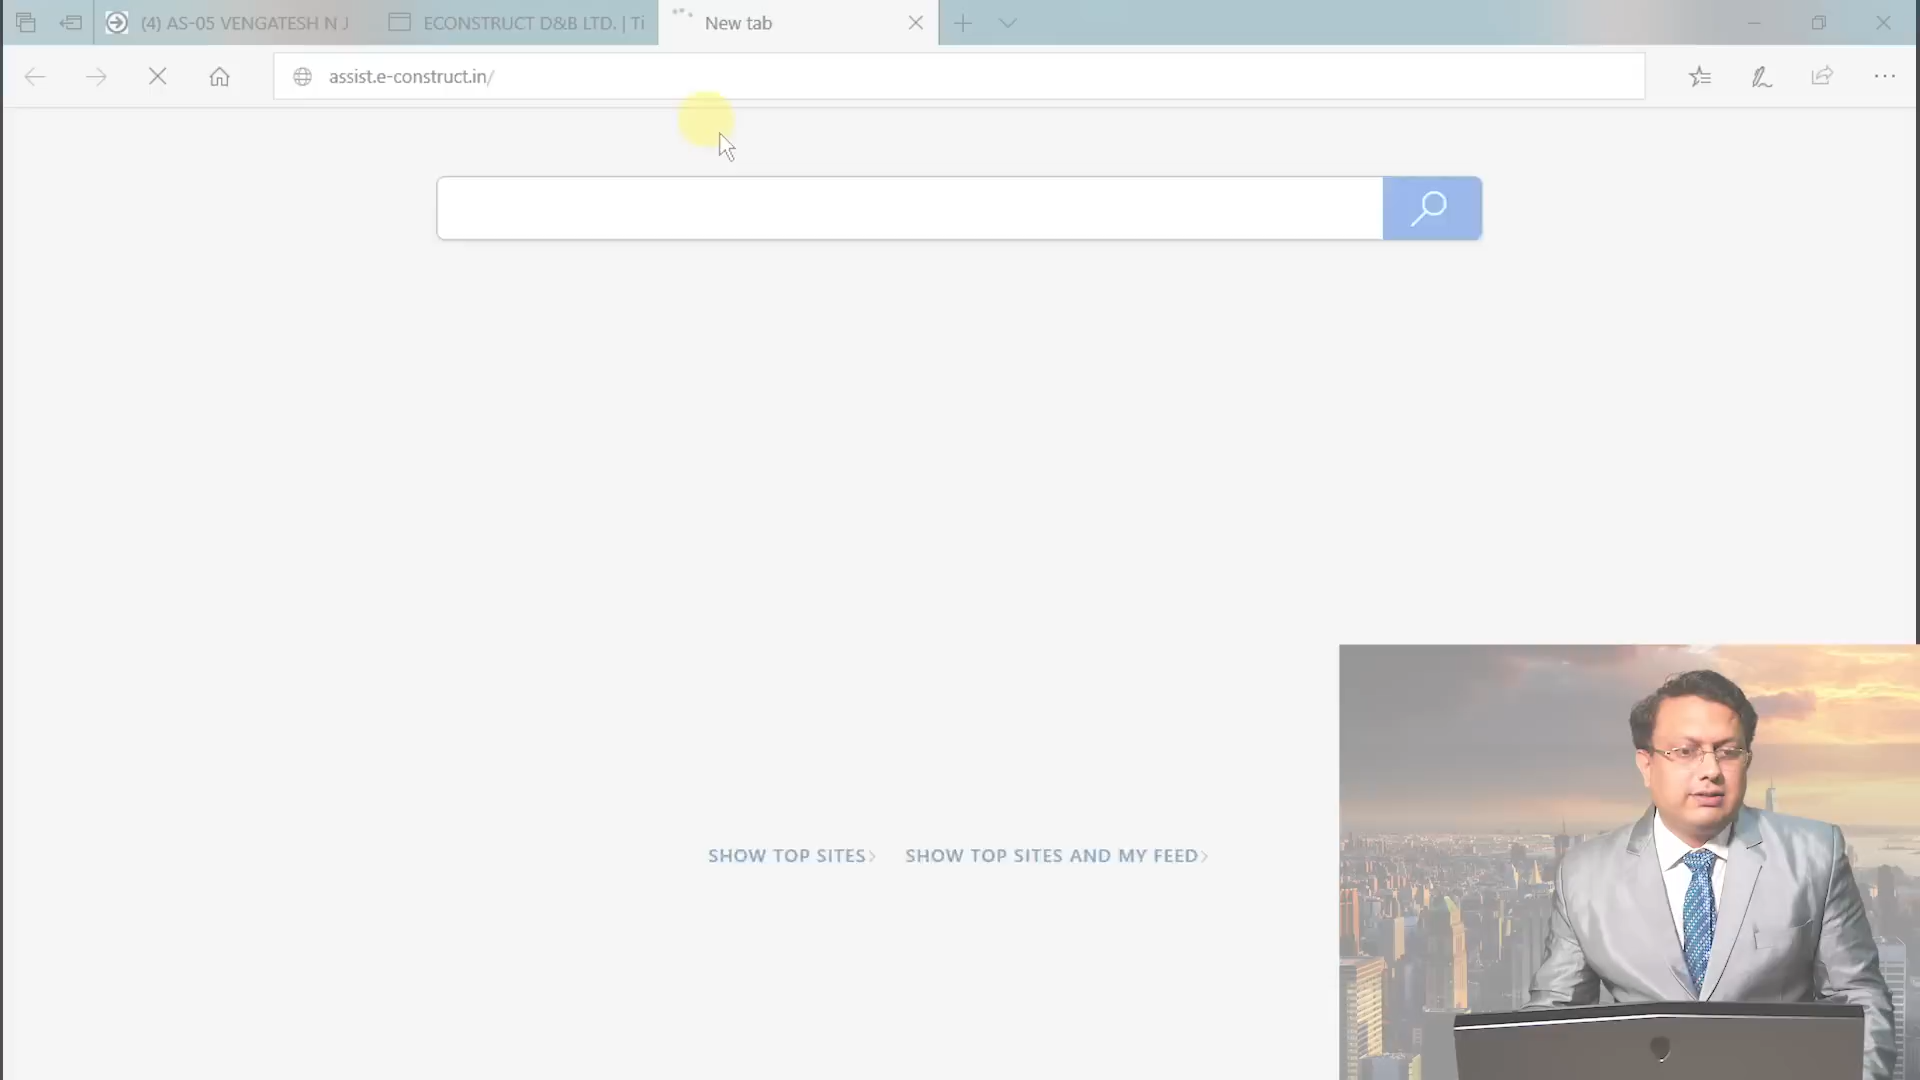 (4) AS-05 VENGATESH N J
ECONSTRUCT D&B LTD. | Ti
New tab
assist.e-construct.in/
SHOW TOP SITES
SHOW TOP SITES AND MY FEED